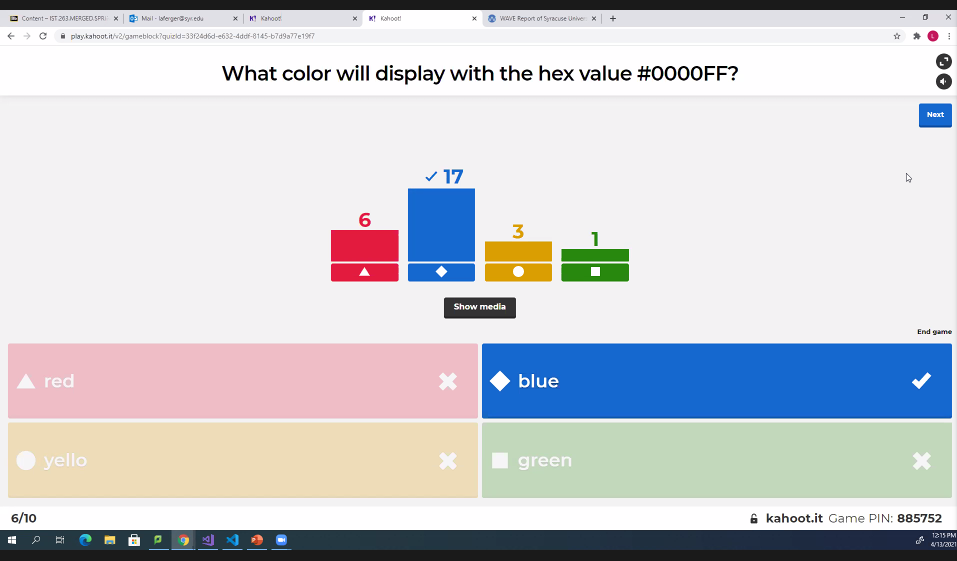 Content – IST.263.MERGED.SPRI
Mail - laferger@syr.edu
K! Kahoot!
K! Kahoot!
WAVE Report of Syracuse Univer
play.kahoot.it/v2/gameblock?quizId=33f24d6d-e632-4ddf-8145-b7d9a77e19f7
L
What color will display with the hex value #0000FF?
Next
6
17
3
1
Show media
End game
red
blue
yello
green
6/10
kahoot.it Game PIN: 885752
12:15 PM
4/13/2021